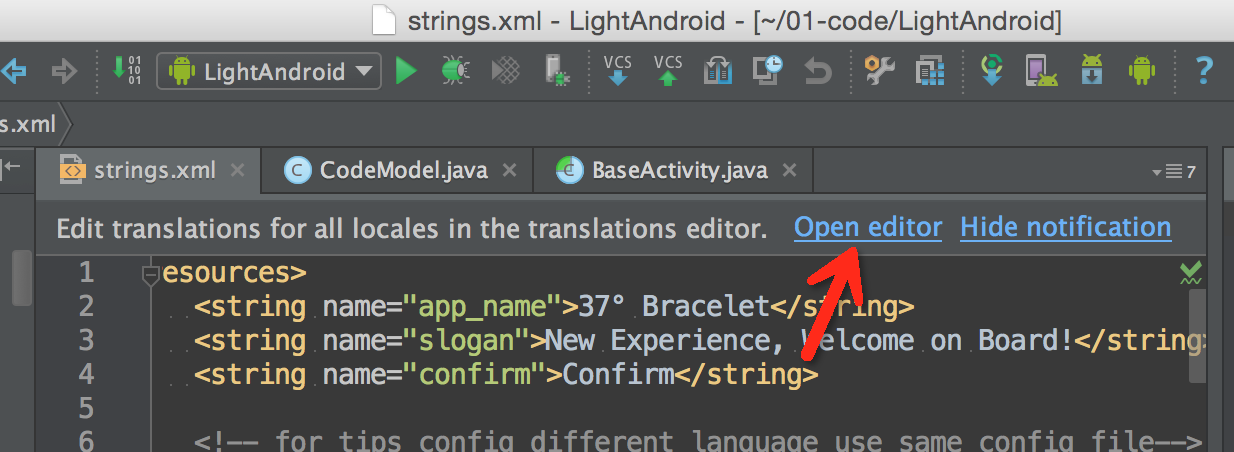 strings.xml - LightAndroid - [~/01-code/LightAndroid]
01
10
01
LightAndroid
VCS
VCS
?
s.xml
strings.xml
C CodeModel.java
C BaseActivity.java
7
Edit translations for all locales in the translations editor. Open editor Hide notification
1 esources>
2 <string name="app_name">37° Bracelet</string>
3 <string name="slogan">New Experience, Welcome on Board!</string>
4 <string name="confirm">Confirm</string>
5
6 <!-- for tips config different language use same config file-->